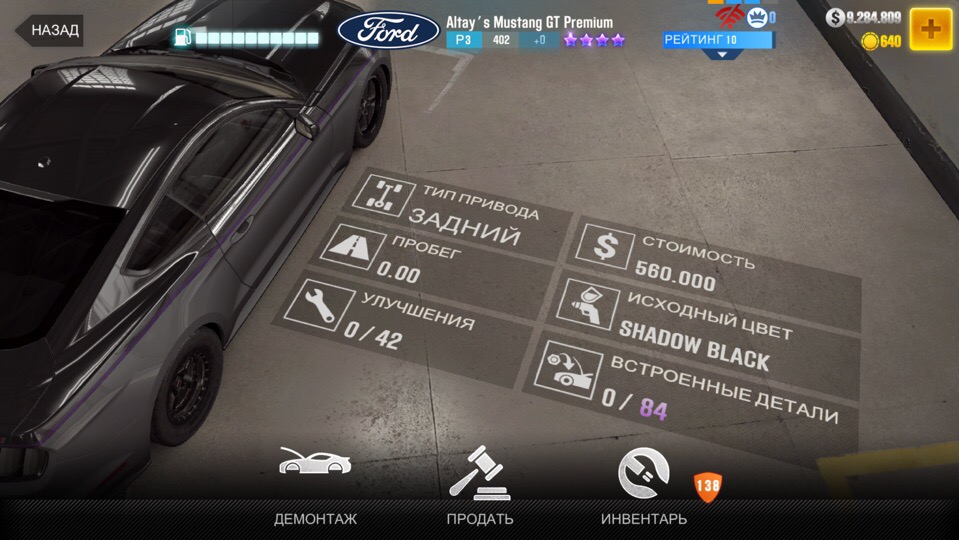 НАЗАД
Ford
Altay's Mustang GT Premium
P3 402 +0
РЕЙТИНГ 10
0
$ 9.284.809
640
ТИП ПРИВОДА
ЗАДНИЙ
ПРОБЕГ
0.00
УЛУЧШЕНИЯ
0 / 42
СТОИМОСТЬ
560.000
ИСХОДНЫЙ ЦВЕТ
SHADOW BLACK
ВСТРОЕННЫЕ ДЕТАЛИ
0 / 84
ДЕМОНТАЖ
ПРОДАТЬ
ИНВЕНТАРЬ
138